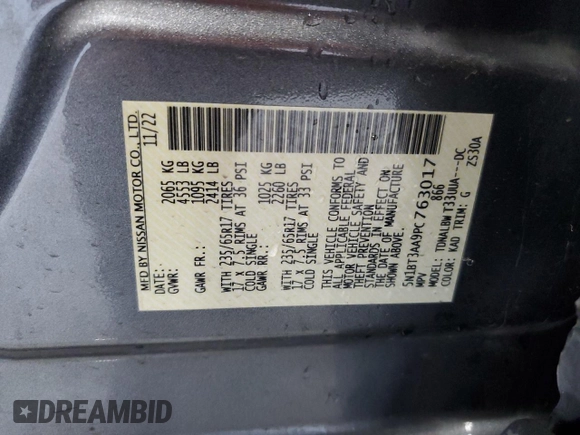 MFD BY NISSAN MOTOR CO., LTD.
DATE: 11/22
GVWR: 2065 KG
4553 LB
GAWR FR.: 1095 KG
2414 LB
WITH 235/65R17 TIRES
17 X 7.5 RIMS AT 36 PSI
COLD SINGLE
GAWR RR.: 1025 KG
2260 LB
WITH 235/65R17 TIRES
17 X 7.5 RIMS AT 33 PSI
COLD SINGLE
THIS VEHICLE CONFORMS TO
ALL APPLICABLE FEDERAL
MOTOR VEHICLE SAFETY AND
THEFT PREVENTION
STANDARDS IN EFFECT ON
THE DATE OF MANUFACTURE
SHOWN ABOVE.
5N1BT3AA9PC763017
MPV 866
MODEL: TDNALBW T33UUA---DC
COLOR: KAD TRIM: G ZS30A
DREAMBID